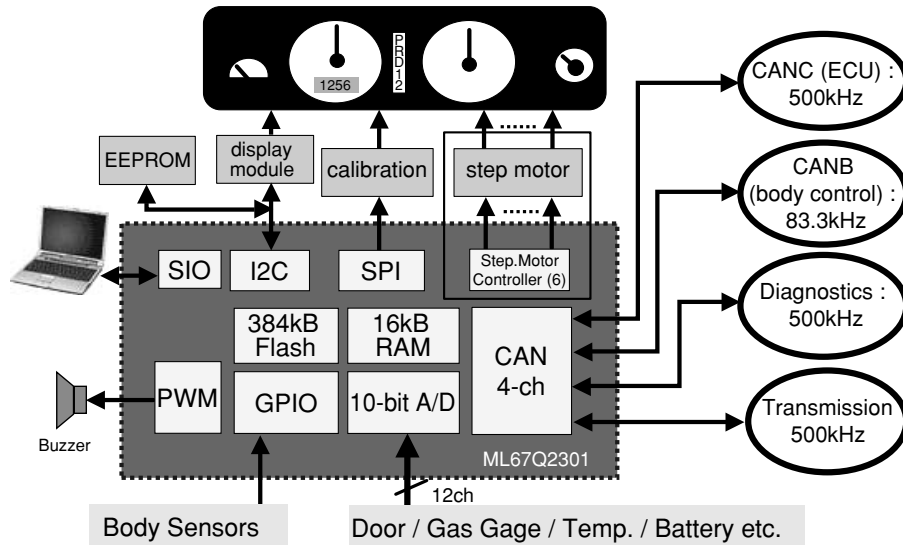 1256
PRD12
CANC (ECU) :
500kHz
EEPROM
display
module
calibration
......
step motor
......
CANB
(body control) :
83.3kHz
SIO
I2C
SPI
Step.Motor
Controller (6)
384kB
Flash
16kB
RAM
CAN
4-ch
Diagnostics :
500kHz
PWM
GPIO
10-bit A/D
Transmission
500kHz
Buzzer
ML67Q2301
12ch
Body Sensors
Door / Gas Gage / Temp. / Battery etc.